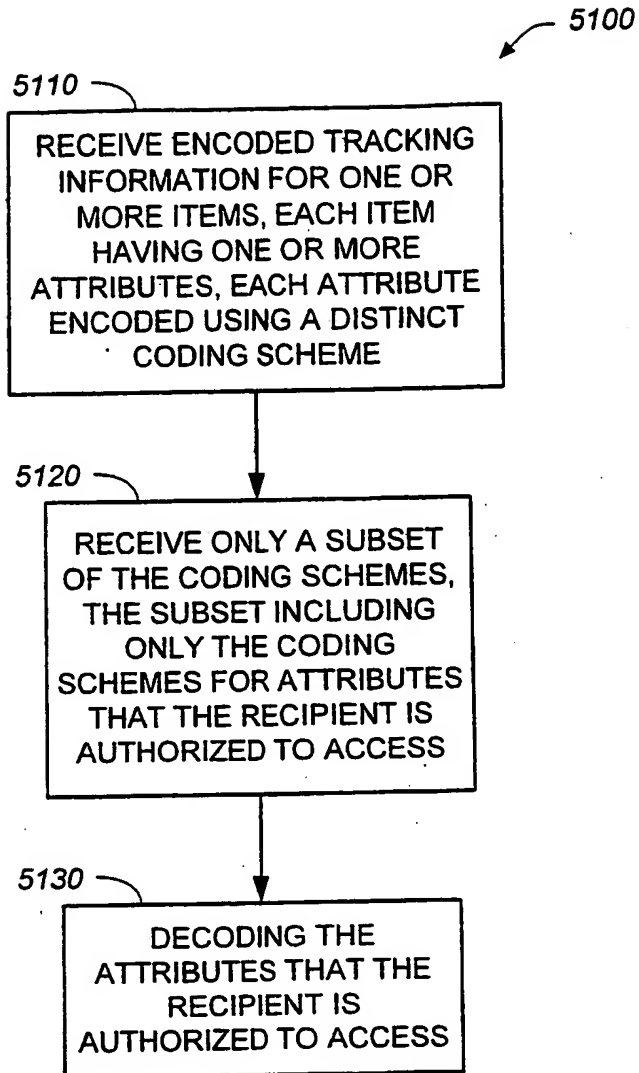 5100
5110
RECEIVE ENCODED TRACKING
INFORMATION FOR ONE OR
MORE ITEMS, EACH ITEM
HAVING ONE OR MORE
ATTRIBUTES, EACH ATTRIBUTE
ENCODED USING A DISTINCT
CODING SCHEME
5120
RECEIVE ONLY A SUBSET
OF THE CODING SCHEMES,
THE SUBSET INCLUDING
ONLY THE CODING
SCHEMES FOR ATTRIBUTES
THAT THE RECIPIENT IS
AUTHORIZED TO ACCESS
5130
DECODING THE
ATTRIBUTES THAT THE
RECIPIENT IS
AUTHORIZED TO ACCESS